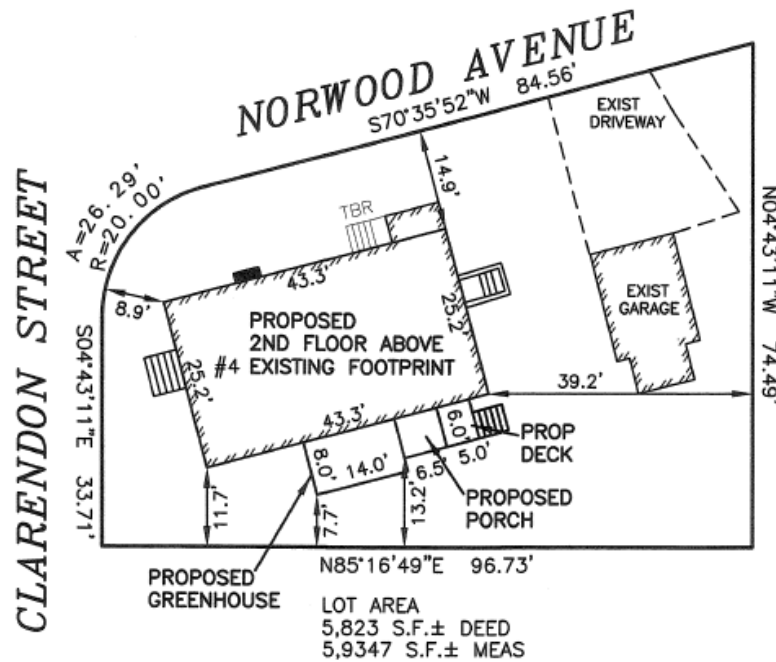 NORWOOD AVENUE
S70°35'52"W 84.56'
EXIST
DRIVEWAY
CLARENDON STREET
A=26.29'
R=20.00'
TBR
14.9'
N04°43'11"W 74.49'
8.9'
43.3'
25.2'
PROPOSED
2ND FLOOR ABOVE
#4 EXISTING FOOTPRINT
EXIST
GARAGE
S04°43'11"E 33.71'
25.2'
39.2'
43.3'
6.0'
PROP
DECK
8.0'
14.0'
6.5'
5.0'
PROPOSED
PORCH
11.7'
7.7'
13.2'
N85°16'49"E 96.73'
PROPOSED
GREENHOUSE
LOT AREA
5,823 S.F.± DEED
5,9347 S.F.± MEAS